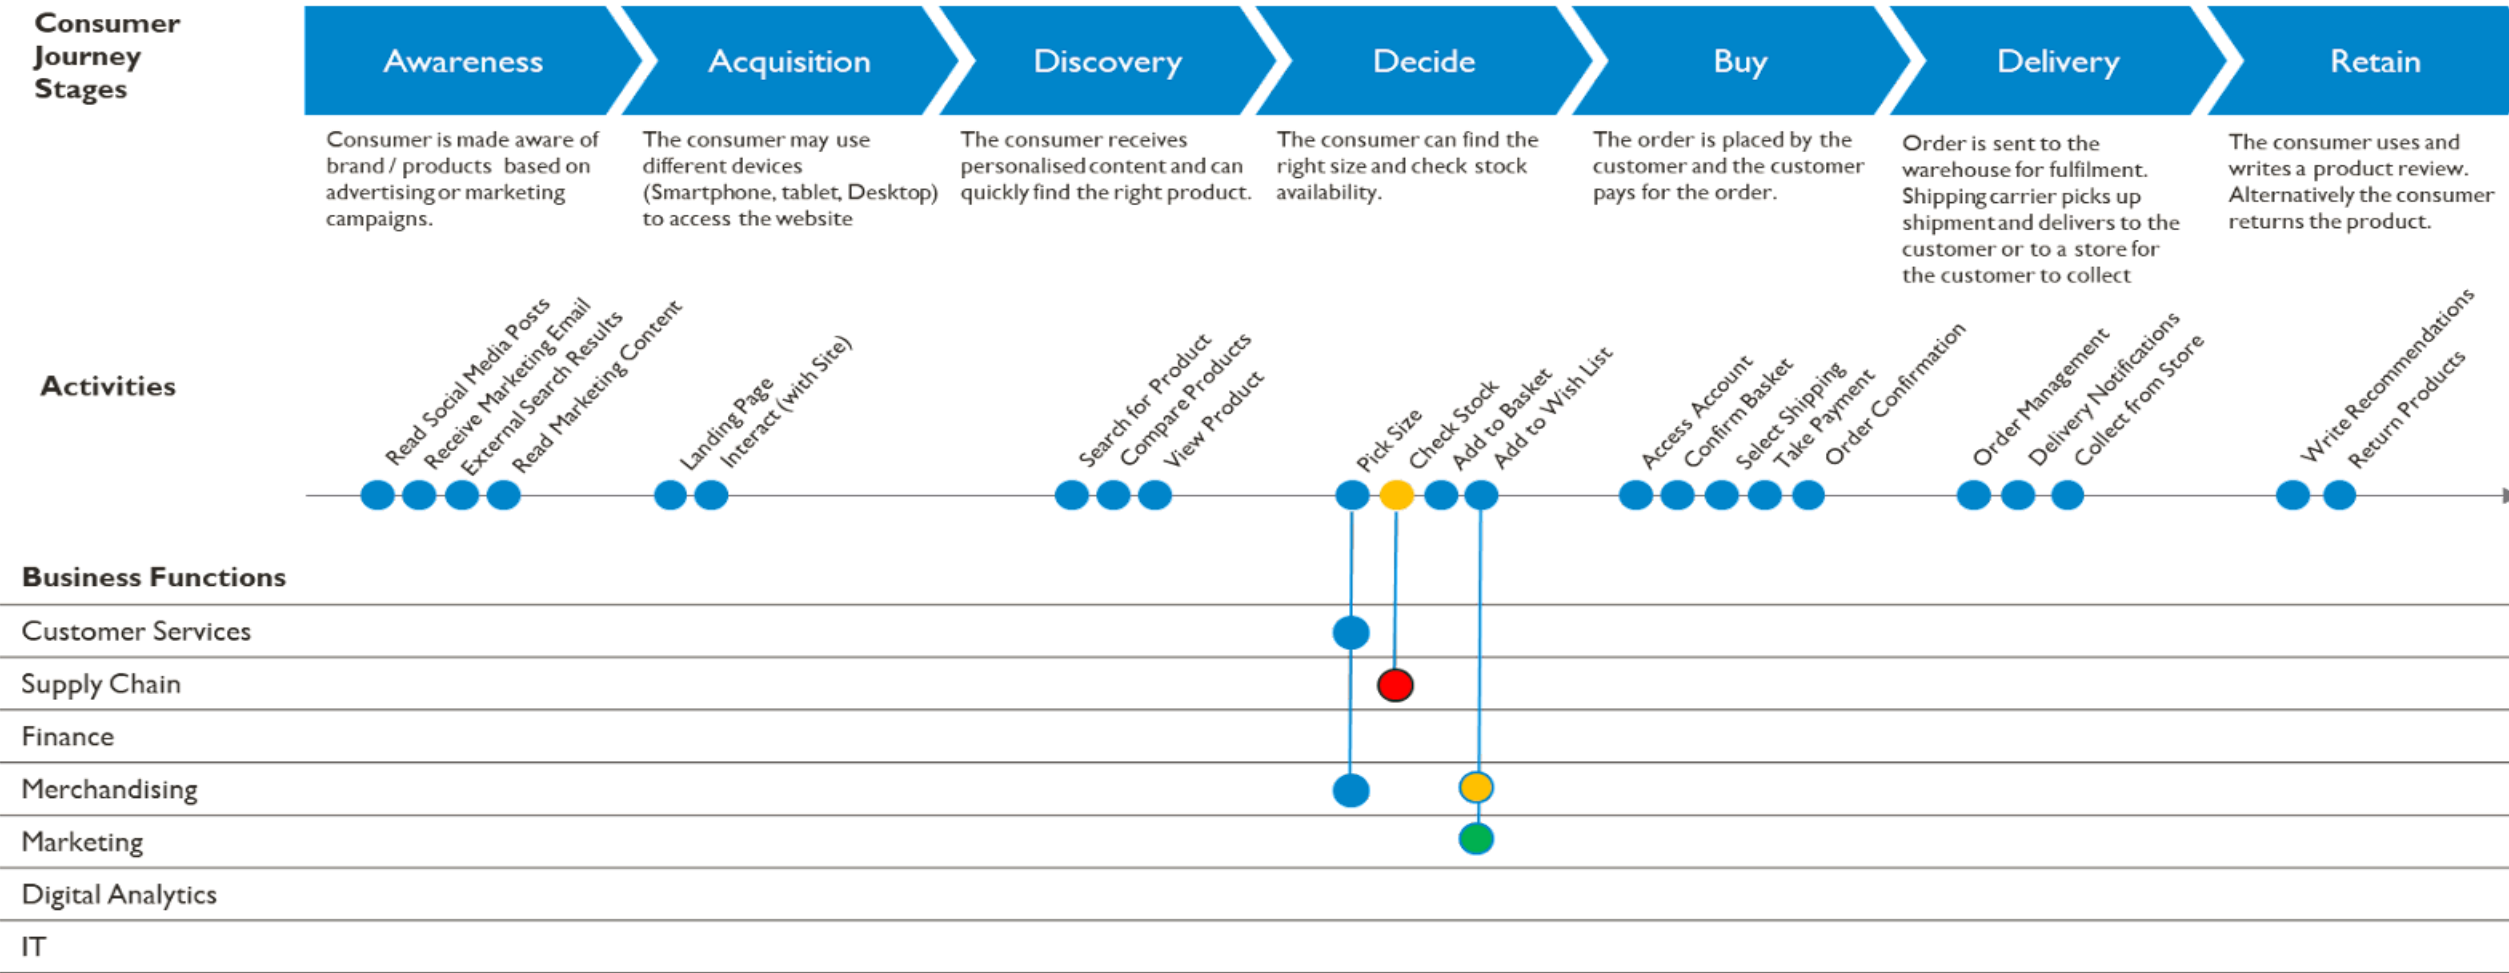 Consumer
Journey
Stages
Awareness
Acquisition
Discovery
Decide
Buy
Delivery
Retain
Consumer is made aware of
brand / products based on
advertising or marketing
campaigns.
The consumer may use
different devices
(Smartphone, tablet, Desktop)
to access the website
The consumer receives
personalised content and can
quickly find the right product.
The consumer can find the
right size and check stock
availability.
The order is placed by the
customer and the customer
pays for the order.
Order is sent to the
warehouse for fulfilment.
Shipping carrier picks up
shipment and delivers to the
customer or to a store for
the customer to collect
The consumer uses and
writes a product review.
Alternatively the consumer
returns the product.
Activities
Read Social Media Posts
Receive Marketing Email
External Search Results
Read Marketing Content
Landing Page
Interact (with Site)
Search for Product
Compare Products
View Product
Pick Size
Check Stock
Add to Basket
Add to Wish List
Access Account
Confirm Basket
Select Shipping
Take Payment
Order Confirmation
Order Management
Delivery Notifications
Collect from Store
Write Recommendations
Return Products
Business Functions
Customer Services
Supply Chain
Finance
Merchandising
Marketing
Digital Analytics
IT